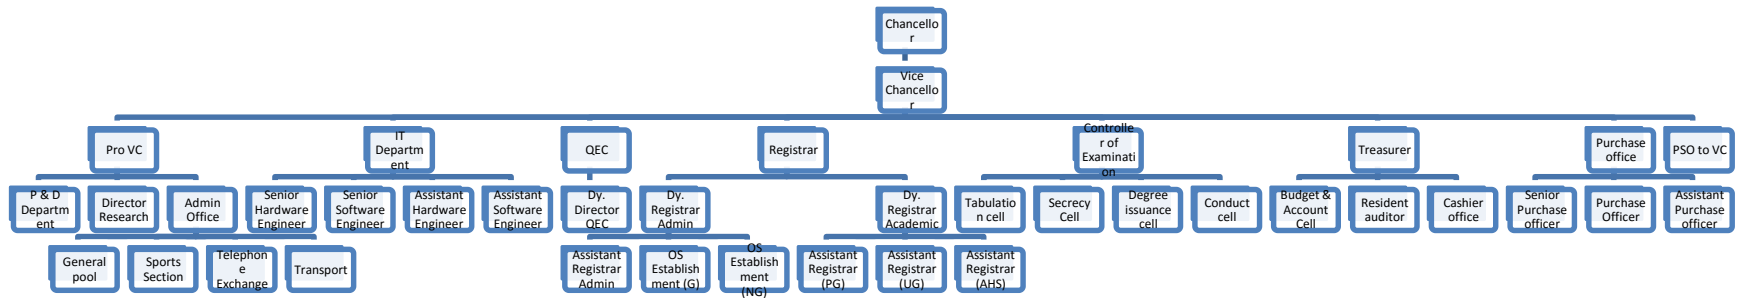 Chancello
r
Vice
Chancello
r
Pro VC
IT
Departm
ent
QEC
Registrar
Controlle
r of
Examinati
on
Treasurer
Purchase
office
PSO to VC
P & D
Departm
ent
Director
Research
Admin
Office
Senior
Hardware
Engineer
Senior
Software
Engineer
Assistant
Hardware
Engineer
Assistant
Software
Engineer
Dy.
Director
QEC
Dy.
Registrar
Admin
Dy.
Registrar
Academic
Tabulatio
n cell
Secrecy
Cell
Degree
issuance
cell
Conduct
cell
Budget &
Account
Cell
Resident
auditor
Cashier
office
Senior
Purchase
officer
Purchase
Officer
Assistant
Purchase
officer
General
pool
Sports
Section
Telephon
e
Exchange
Transport
Assistant
Registrar
Admin
OS
Establish
ment (G)
OS
Establish
ment
(NG)
Assistant
Registrar
(PG)
Assistant
Registrar
(UG)
Assistant
Registrar
(AHS)